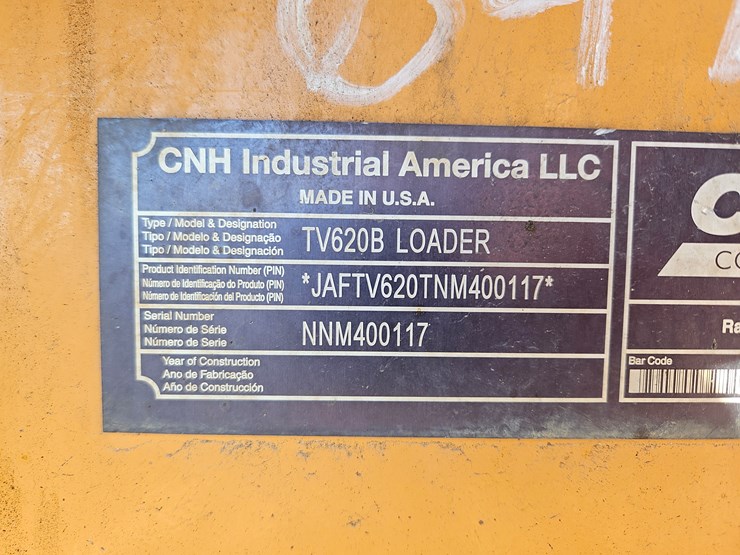 CNH Industrial America LLC
MADE IN U.S.A.
Type / Model & Designation
Tipo / Modelo & Designação
Tipo / Modelo & Designación
TV620B LOADER
Product Identification Number (PIN)
Número de Identificação do Produto (PIN)
Número de Identificación del Producto (PIN)
*JAFTV620TNM400117*
Serial Number
Número de Série
Número de Serie
NNM400117
Year of Construction
Ano de Fabricação
Año de Construcción
C
CO
Ra
Bar Code